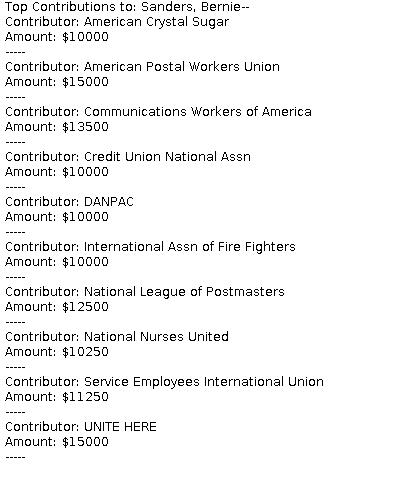 Top Contributions to: Sanders, Bernie--
Contributor: American Crystal Sugar
Amount: $10000
-----
Contributor: American Postal Workers Union
Amount: $15000
-----
Contributor: Communications Workers of America
Amount: $13500
-----
Contributor: Credit Union National Assn
Amount: $10000
-----
Contributor: DANPAC
Amount: $10000
-----
Contributor: International Assn of Fire Fighters
Amount: $10000
-----
Contributor: National League of Postmasters
Amount: $12500
-----
Contributor: National Nurses United
Amount: $10250
-----
Contributor: Service Employees International Union
Amount: $11250
-----
Contributor: UNITE HERE
Amount: $15000
-----